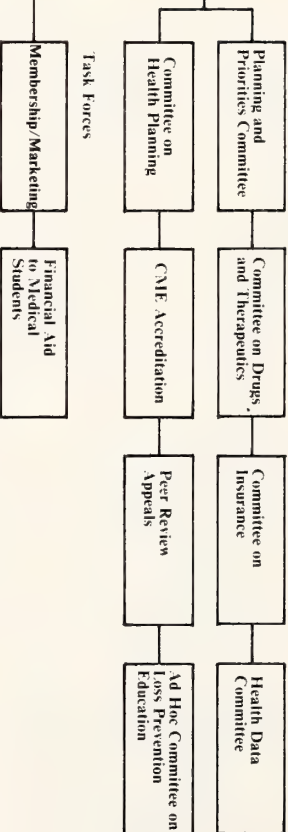 Planning and
Priorities Committee
Committee on Drugs
and Therapeutics
Committee on
Insurance
Health Data
Committee
Committee on
Health Planning
CME Accreditation
Peer Review
Appeals
Ad Hoc Committee on
Loss Prevention
Education
Task Forces
Membership/Marketing
Financial Aid
to Medical
Students